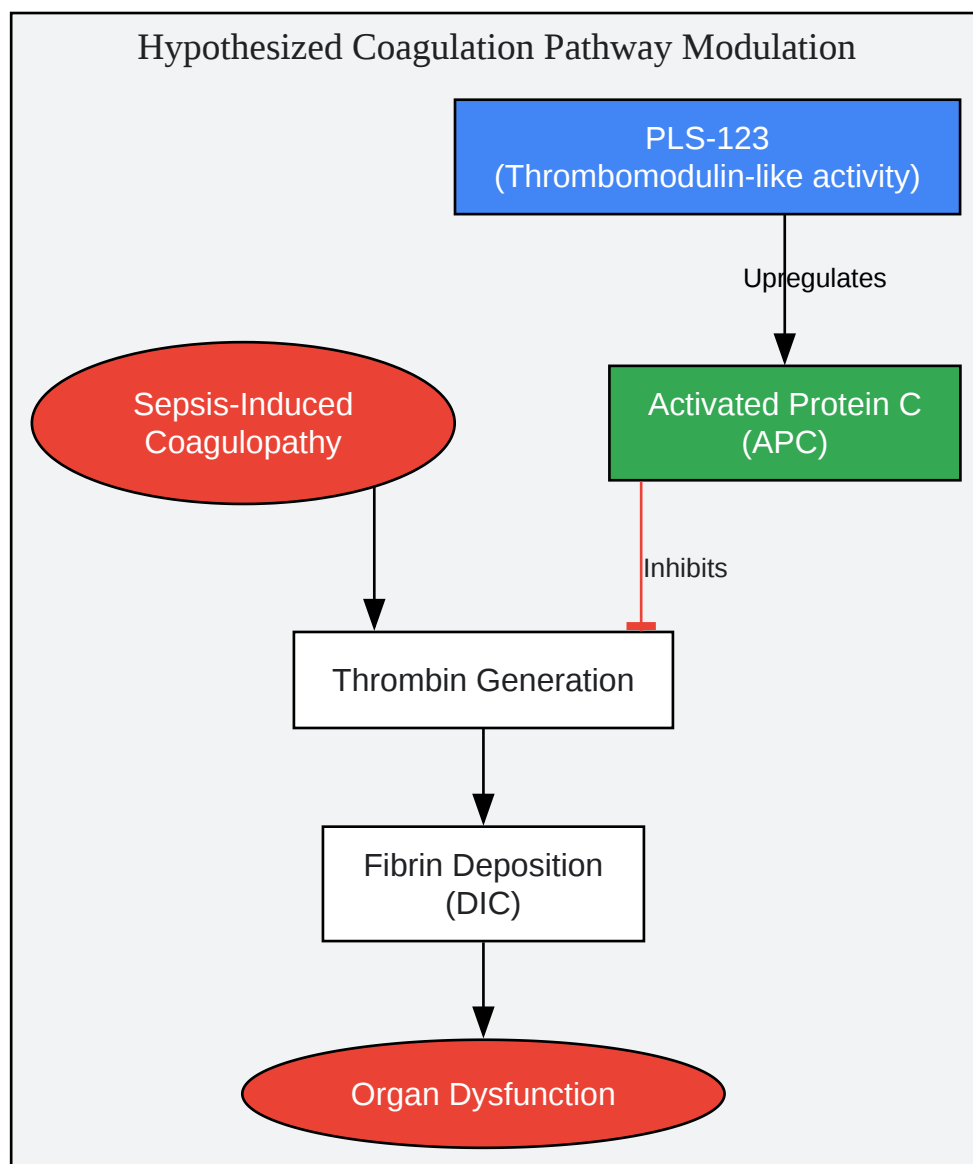 Hypothesized Coagulation Pathway Modulation
PLS-123
(Thrombomodulin-like activity)
Upregulates
Sepsis-Induced
Coagulopathy
Activated Protein C
(APC)
Inhibits
Thrombin Generation
Fibrin Deposition
(DIC)
Organ Dysfunction